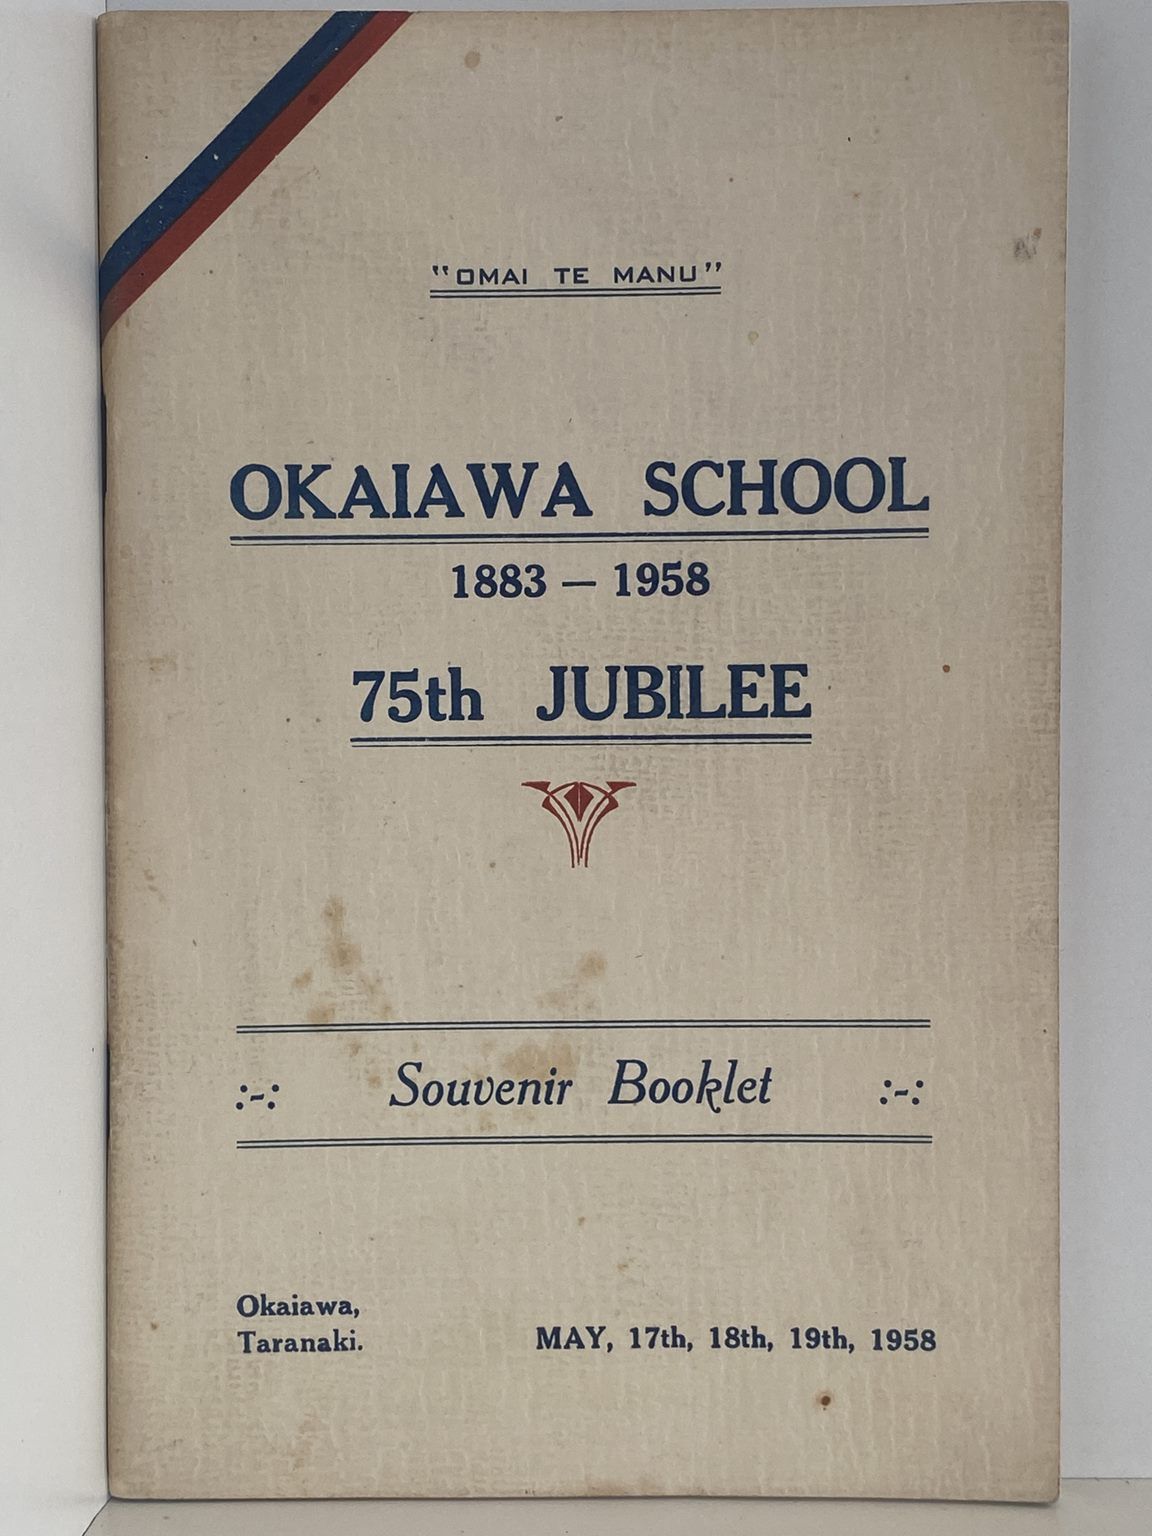 "OMAI TE MANU"
OKAIAWA SCHOOL
1883 — 1958
75th JUBILEE
:-: Souvenir Booklet :-:
Okaiawa,
Taranaki.
MAY, 17th, 18th, 19th, 1958